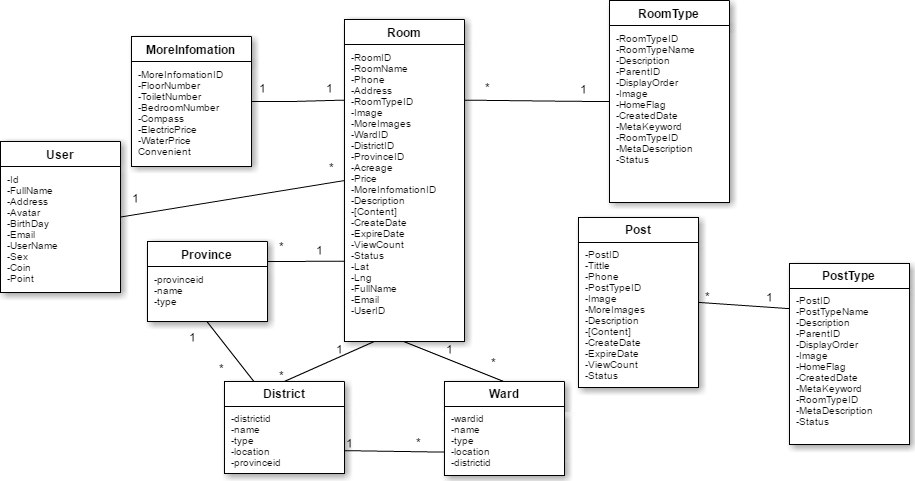 MoreInfomation
-MoreInfomationID
-FloorNumber
-ToiletNumber
-BedroomNumber
-Compass
-ElectricPrice
-WaterPrice
Convenient
1
1
Room
-RoomID
-RoomName
-Phone
-Address
-RoomTypeID
-Image
-MoreImages
-WardID
-DistrictID
-ProvinceID
-Acreage
-Price
-MoreInfomationID
-Description
-[Content]
-CreateDate
-ExpireDate
-ViewCount
-Status
-Lat
-Lng
-FullName
-Email
-UserID
*
1
RoomType
-RoomTypeID
-RoomTypeName
-Description
-ParentID
-DisplayOrder
-Image
-HomeFlag
-CreatedDate
-MetaKeyword
-RoomTypeID
-MetaDescription
-Status
User
-Id
-FullName
-Address
-Avatar
-BirthDay
-Email
-UserName
-Sex
-Coin
-Point
1
*
Province
-provinceid
-name
-type
*
1
1
*
1
*
1
*
District
-districtid
-name
-type
-location
-provinceid
1
*
Ward
-wardid
-name
-type
-location
-districtid
Post
-PostID
-Tittle
-Phone
-PostTypeID
-Image
-MoreImages
-Description
-[Content]
-CreateDate
-ExpireDate
-ViewCount
-Status
*
1
PostType
-PostID
-PostTypeName
-Description
-ParentID
-DisplayOrder
-Image
-HomeFlag
-CreatedDate
-MetaKeyword
-RoomTypeID
-MetaDescription
-Status